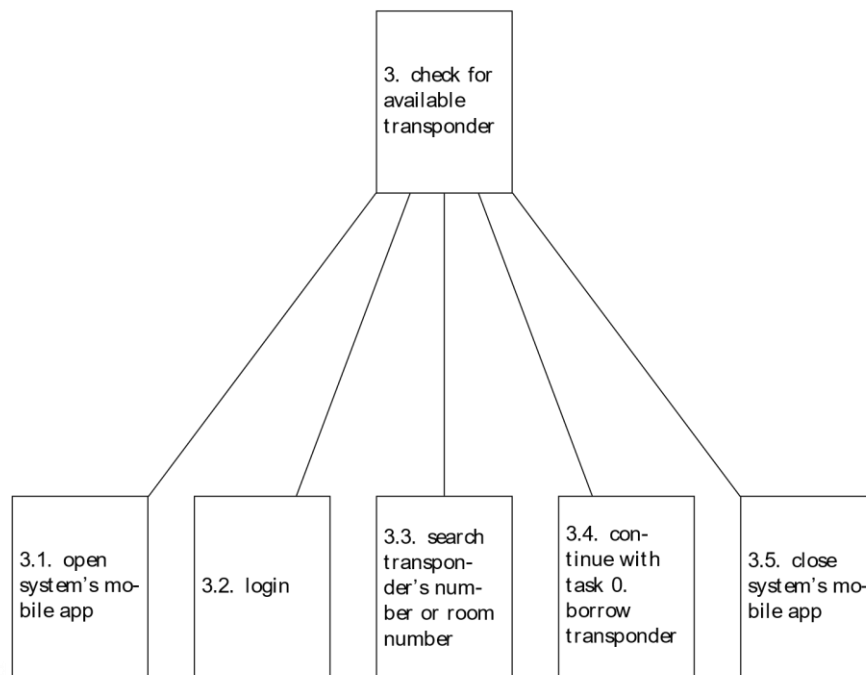 3. check for
available
transponder
3.1. open
system's mo-
bile app
3.2. login
3.3. search
transpon-
der's num-
ber or room
number
3.4. con-
tinue with
task 0.
borrow
transponder
3.5. close
system's mo-
bile app